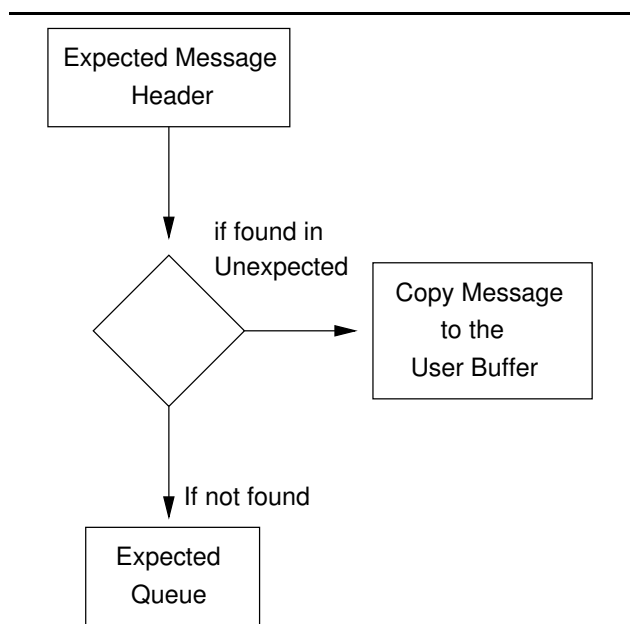 Expected Message
Header
if found in
Unexpected
Copy Message
to the
User Buffer
If not found
Expected
Queue